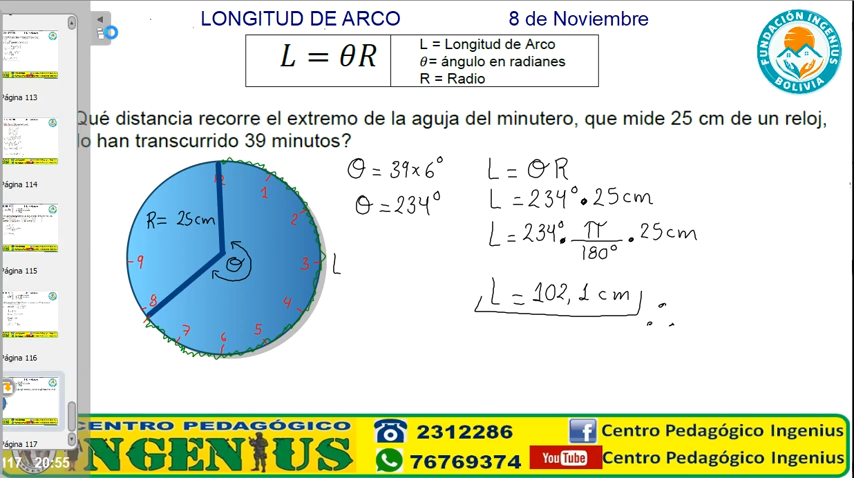 LONGITUD DE ARCO
8 de Noviembre
L = θR
L = Longitud de Arco
θ= ángulo en radianes
R = Radio
FUNDACIÓN INGENIUS
BOLIVIA
Qué distancia recorre el extremo de la aguja del minutero, que mide 25 cm de un reloj,
do han transcurrido 39 minutos?
R= 25cm
12
1
2
3
4
5
6
7
8
9
θ
L
θ = 39×6°
θ = 234°
L = θ R
L = 234° • 25cm
L = 234° • π/180° • 25cm
L = 102,1 cm
Página 113
Página 114
Página 115
Página 116
Página 117
117 20:55
CENTRO PEDAGÓGICO
INGENIUS
2312286
76769374
Centro Pedagógico Ingenius
YouTube Centro Pedagógico Ingenius